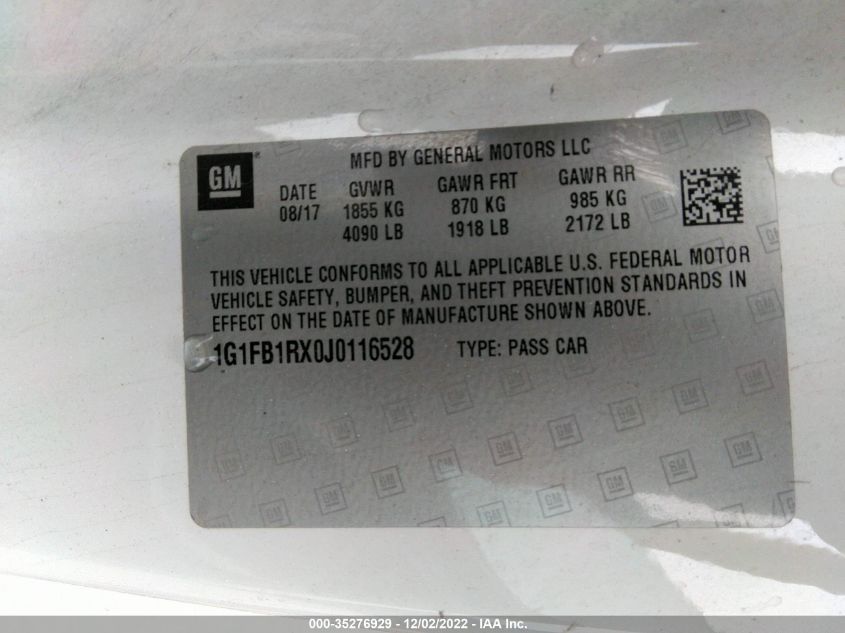 GM
MFD BY GENERAL MOTORS LLC
DATE GVWR GAWR FRT GAWR RR
08/17 1855 KG 870 KG 985 KG
4090 LB 1918 LB 2172 LB
THIS VEHICLE CONFORMS TO ALL APPLICABLE U.S. FEDERAL MOTOR
VEHICLE SAFETY, BUMPER, AND THEFT PREVENTION STANDARDS IN
EFFECT ON THE DATE OF MANUFACTURE SHOWN ABOVE.
1G1FB1RX0J0116528 TYPE: PASS CAR
000-35276929 - 12/02/2022 - IAA Inc.